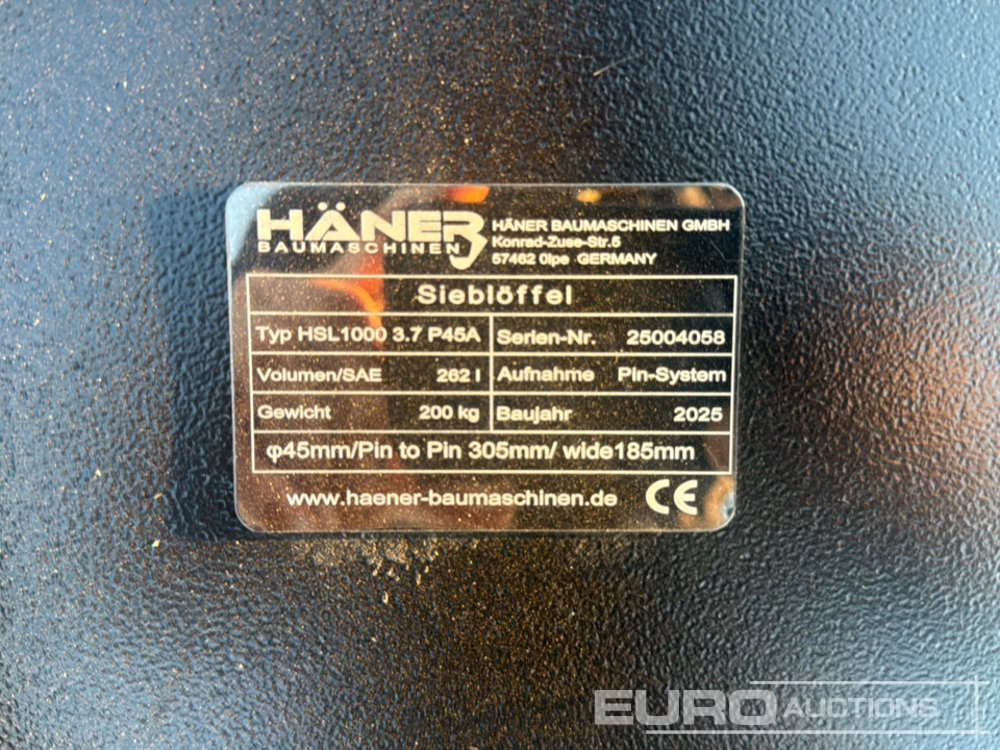 HÄNER
BAUMASCHINEN
HÄNER BAUMASCHINEN GMBH
Konrad-Zuse-Str.5
57462 Olpe GERMANY
Sieblöffel
Typ HSL1000 3.7 P45A Serien-Nr. 25004058
Volumen/SAE 262 l Aufnahme Pin-System
Gewicht 200 kg Baujahr 2025
φ45mm/Pin to Pin 305mm/ wide185mm
www.haener-baumaschinen.de CE
EURO AUCTIONS